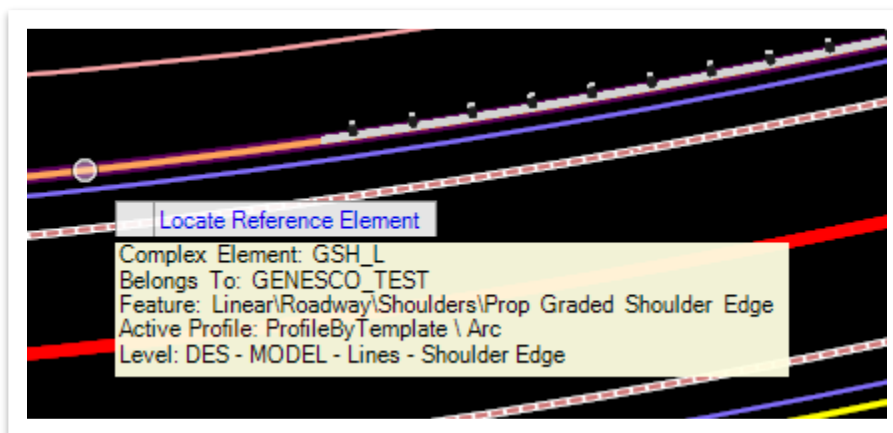 Locate Reference Element
Complex Element: GSH_L
Belongs To: GENESCO_TEST
Feature: Linear\Roadway\Shoulders\Prop Graded Shoulder Edge
Active Profile: ProfileByTemplate \ Arc
Level: DES - MODEL - Lines - Shoulder Edge